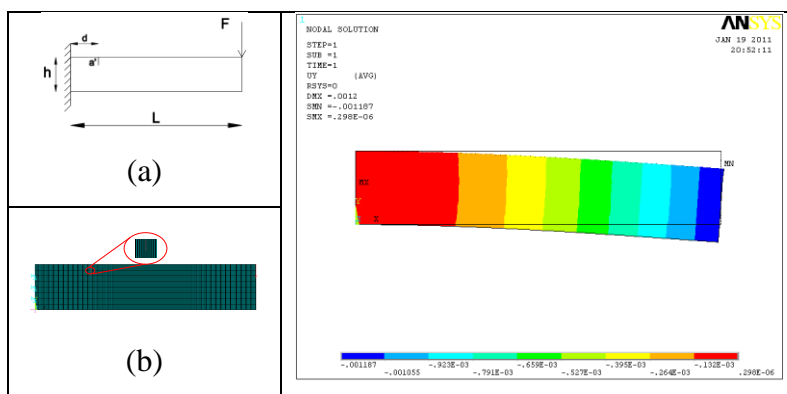 d
F
a'
h
L
(a)
(b)
1
NODAL SOLUTION
STEP=1
SUB =1
TIME=1
UY (AVG)
RSYS=0
DMX =.0012
SMN =-.001187
SMX =.298E-06
ANSYS
JAN 19 2011
20:52:11
MN
MX
Y
X
-.001187 -.923E-03 -.659E-03 -.395E-03 -.132E-03
-.001055 -.791E-03 -.527E-03 -.264E-03 .298E-06